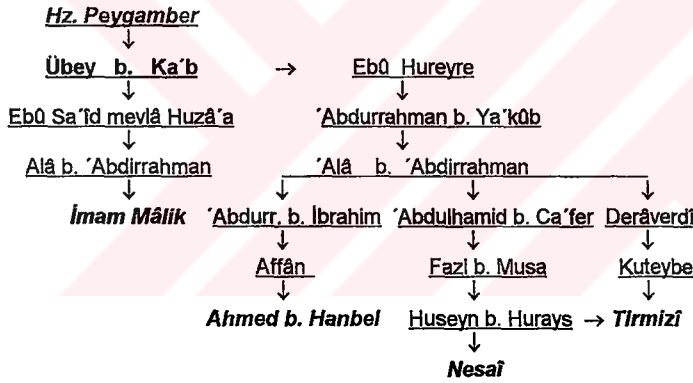 Hz. Peygamber
↓
Übey b. Ka´b → Ebû Hureyre
↓ ↓
Ebû Sa´îd mevlâ Huzâ´a ´Abdurrahman b. Ya´kûb
↓ ↓
Alâ b. ´Abdirrahman ´Alâ b. ´Abdirrahman
↓ ↓ ↓ ↓
İmam Mâlik ´Abdurr. b. İbrahim ´Abdulhamid b. Ca´fer Derâverdî
↓ ↓ ↓
Affân Fazl b. Musa Kuteybe
↓ ↓ ↓
Ahmed b. Hanbel Huseyn b. Hurays → Tirmizî
↓
Nesaî